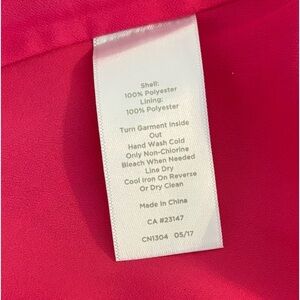 Shell:
100% Polyester
Lining:
100% Polyester
Turn Garment Inside
Out
Hand Wash Cold
Only Non-Chlorine
Bleach When Needed
Line Dry
Cool Iron On Reverse
Or Dry Clean
Made In China
CA #23147
CN1304 05/17